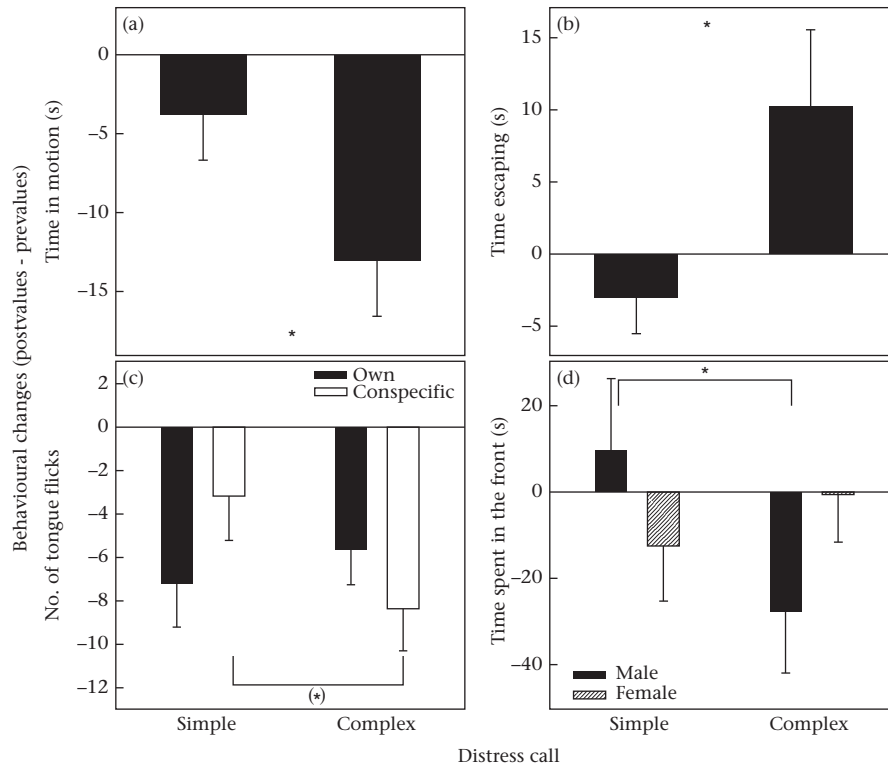 Behavioural changes (postvalues - prevalues)
(a)
Time in motion (s)
0
–5
–10
–15
*
(b)
Time escaping (s)
15
10
5
0
–5
*
(c)
No. of tongue flicks
2
0
–2
–4
–6
–8
–10
–12
Own
Conspecific
(*)
Simple
Complex
(d)
Time spent in the front (s)
20
0
–20
–40
*
Male
Female
Simple
Complex
Distress call